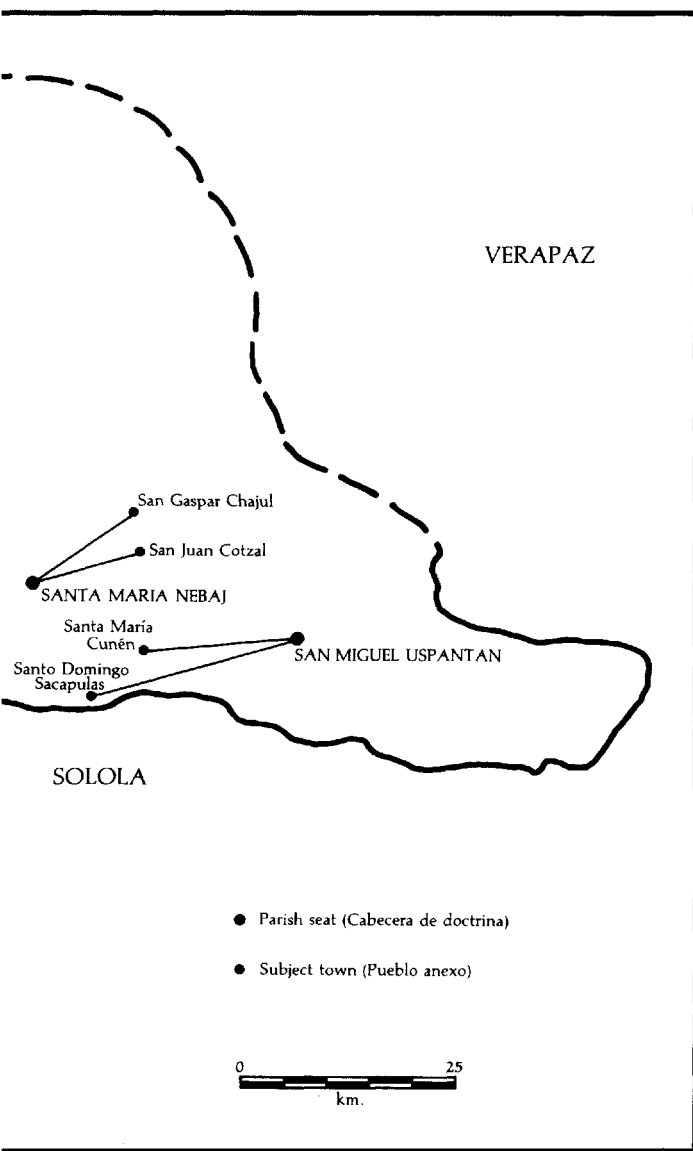 VERAPAZ
San Gaspar Chajul
San Juan Cotzal
SANTA MARIA NEBAJ
Santa María
Cunén
SAN MIGUEL USPANTAN
Santo Domingo
Sacapulas
SOLOLA
Parish seat (Cabecera de doctrina)
Subject town (Pueblo anexo)
0 25
km.